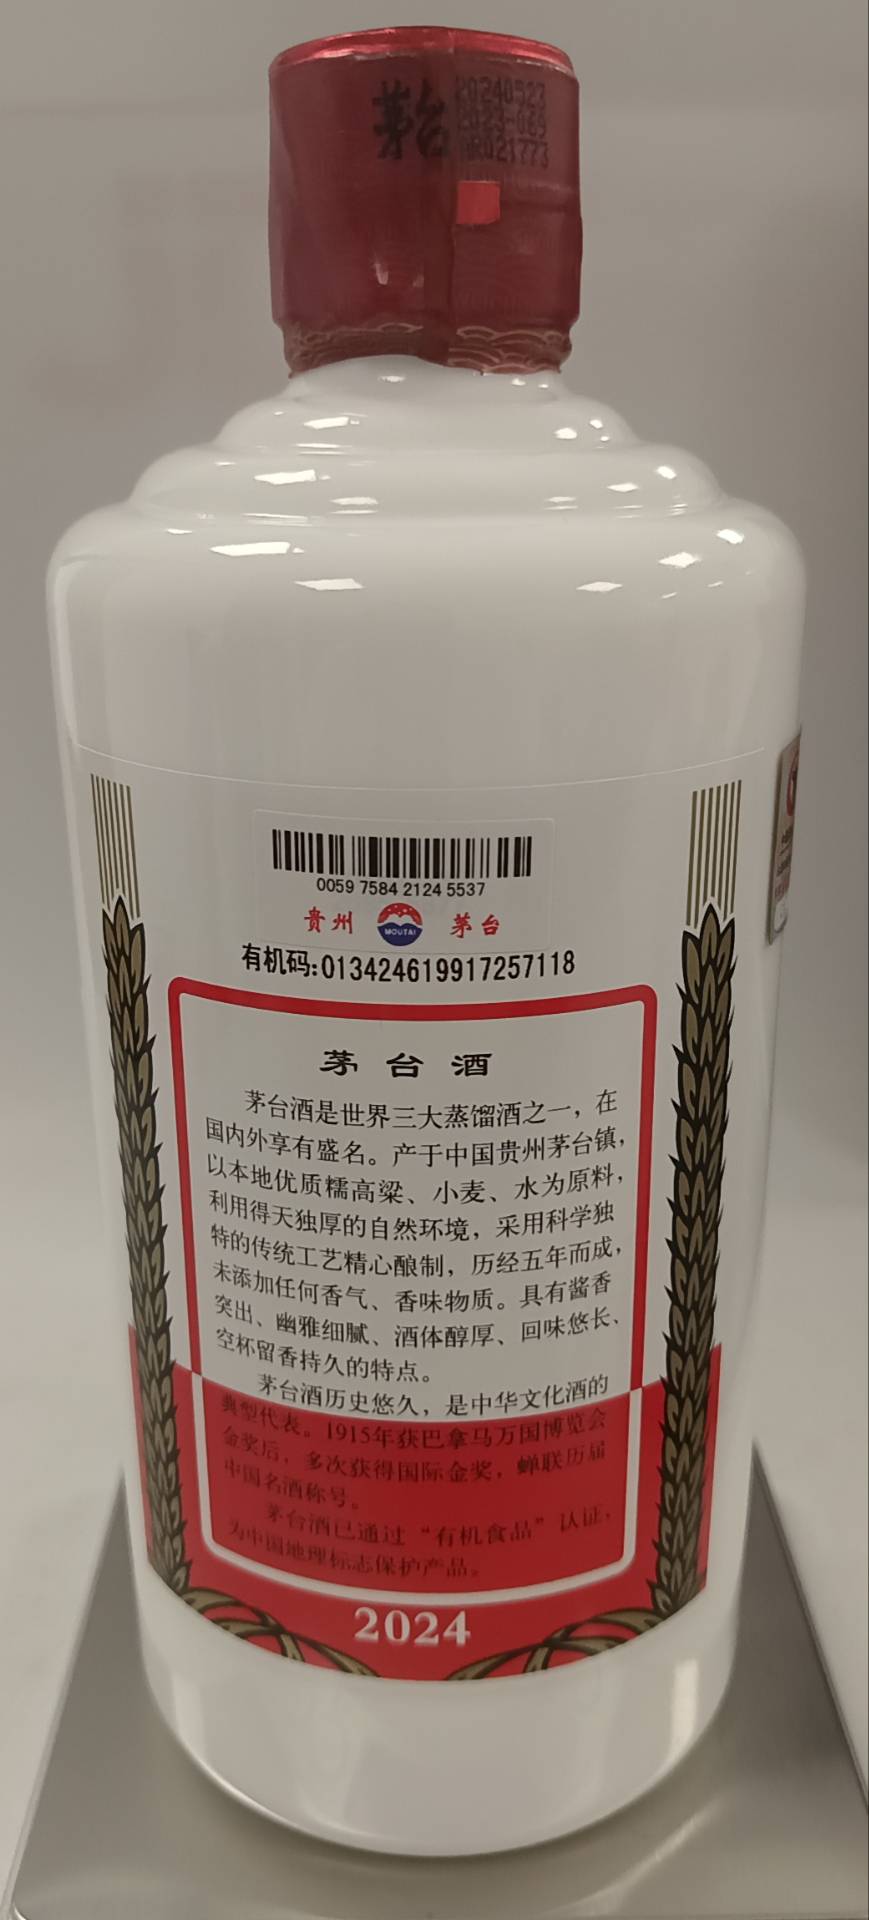 茅台
20240523
2023-069
021773
0059 7584 2124 5537
贵州 MOUTAI 茅台
有机码:013424619917257118
茅台酒
茅台酒是世界三大蒸馏酒之一，在
国内外享有盛名。产于中国贵州茅台镇，
以本地优质糯高粱、小麦、水为原料，
利用得天独厚的自然环境，采用科学独
特的传统工艺精心酿制，历经五年而成，
未添加任何香气、香味物质。具有酱香
突出、幽雅细腻、酒体醇厚、回味悠长、
空杯留香持久的特点。
茅台酒历史悠久，是中华文化酒的
典型代表。1915年获巴拿马万国博览会
金奖后，多次获得国际金奖，蝉联历届
中国名酒称号。
茅台酒已通过“有机食品”认证，
为中国地理标志保护产品。
2024